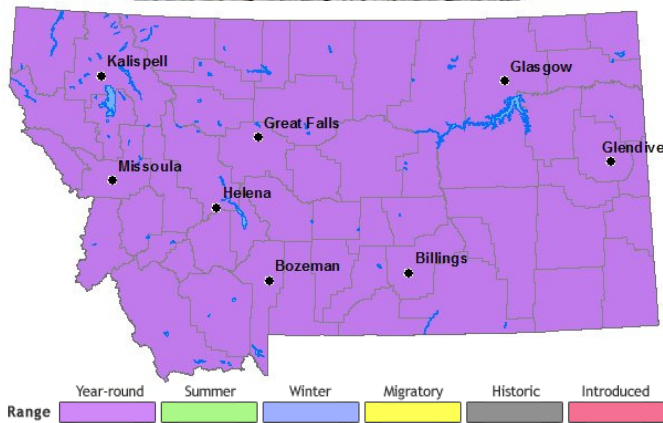 Kalispell
Glasgow
Great Falls
Glendive
Missoula
Helena
Bozeman
Billings
Year-round Summer Winter Migratory Historic Introduced
Range